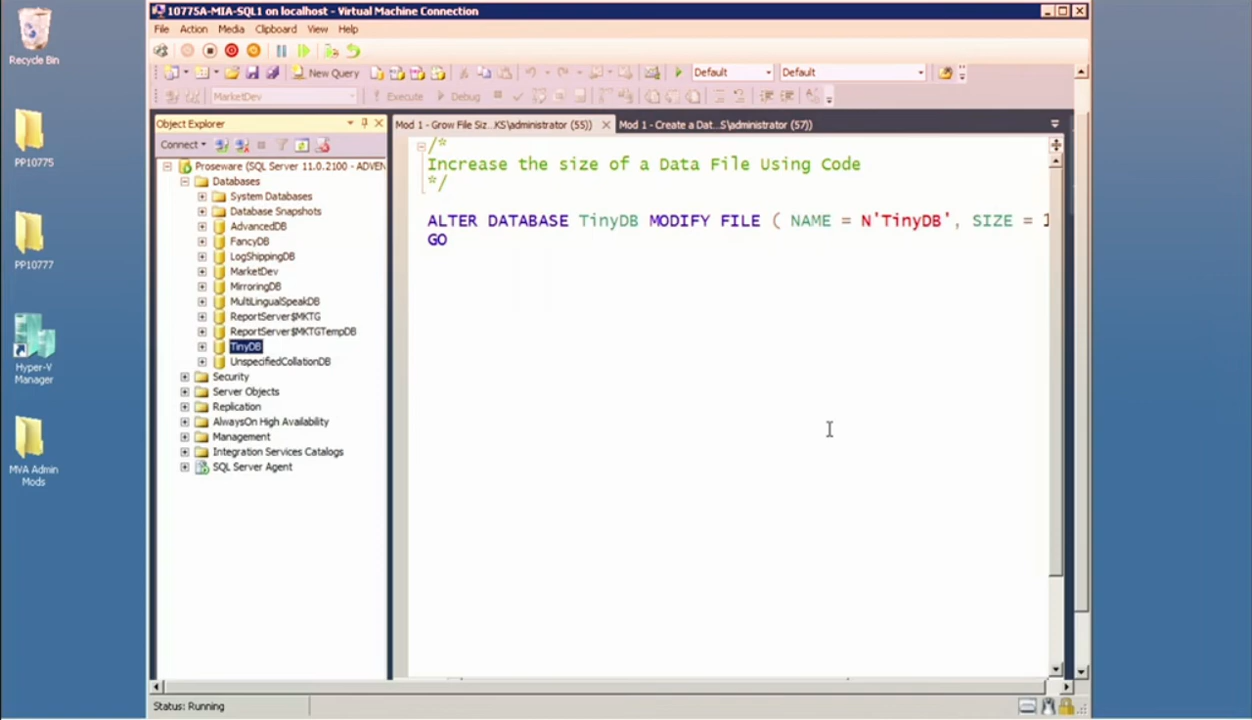 Recycle Bin
PP10775
PP10777
Hyper-V
Manager
MVA Admin
Mods
10775A-MIA-SQL1 on localhost - Virtual Machine Connection
File Action Media Clipboard View Help
New Query
Default
Default
MarketDev
Execute
Debug
Object Explorer
Connect
Proseware (SQL Server 11.0.2100 - ADVEN
Databases
System Databases
Database Snapshots
AdvancedDB
FancyDB
LogShippingDB
MarketDev
MirroringDB
MultiLingualSpeakDB
ReportServer$MKTG
ReportServer$MKTGTempDB
TinyDB
UnspecifiedCollationDB
Security
Server Objects
Replication
AlwaysOn High Availability
Management
Integration Services Catalogs
SQL Server Agent
Mod 1 - Grow File Siz...KS\administrator (55))
Mod 1 - Create a Dat...S\administrator (57))
/*
Increase the size of a Data File Using Code
*/
ALTER DATABASE TinyDB MODIFY FILE ( NAME = N'TinyDB', SIZE = 1
GO
Status: Running